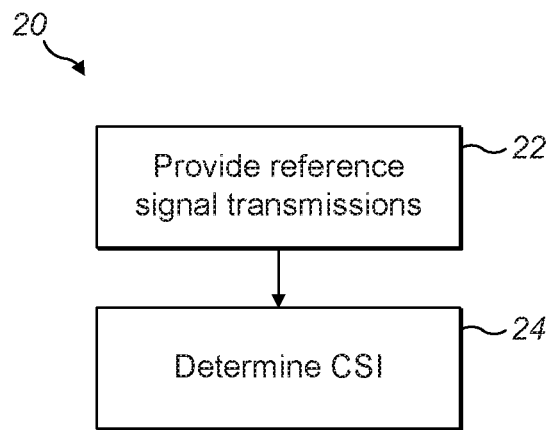 20
Provide reference
signal transmissions
22
Determine CSI
24